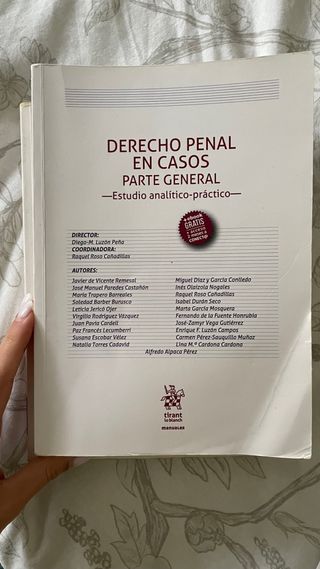 DERECHO PENAL
EN CASOS
PARTE GENERAL
—Estudio analítico-práctico—
e-book
GRATIS
DIRECTOR:
Diego-M. Luzón Peña
COORDINADORA:
Raquel Roso Cañadillas
AUTORES:
Javier de Vicente Remesal
José Manuel Paredes Castañón
María Trapero Barreales
Soledad Barber Burusco
Leticia Jericó Ojer
Virgilio Rodríguez Vázquez
Juan Pavía Cardell
Paz Francés Lecumberri
Susana Escobar Vélez
Natalia Torres Cadavid
Miguel Díaz y García Conlledo
Inés Olaizola Nogales
Raquel Roso Cañadillas
Isabel Durán Seco
Marta García Mosquera
Fernando de la Fuente Honrubia
José-Zamyr Vega Gutiérrez
Enrique F. Luzón Campos
Carmen Pérez-Sauquillo Muñoz
Lina M.ª Cardona Cardona
Alfredo Alpaca Pérez
tirant
lo blanch
manuales